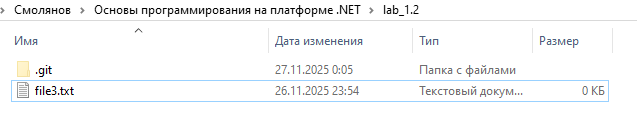 Смолянов > Основы программирования на платформе .NET > lab_1.2
Имя Дата изменения Тип Размер
.git 27.11.2025 0:05 Папка с файлами
file3.txt 26.11.2025 23:54 Текстовый докум... 0 КБ